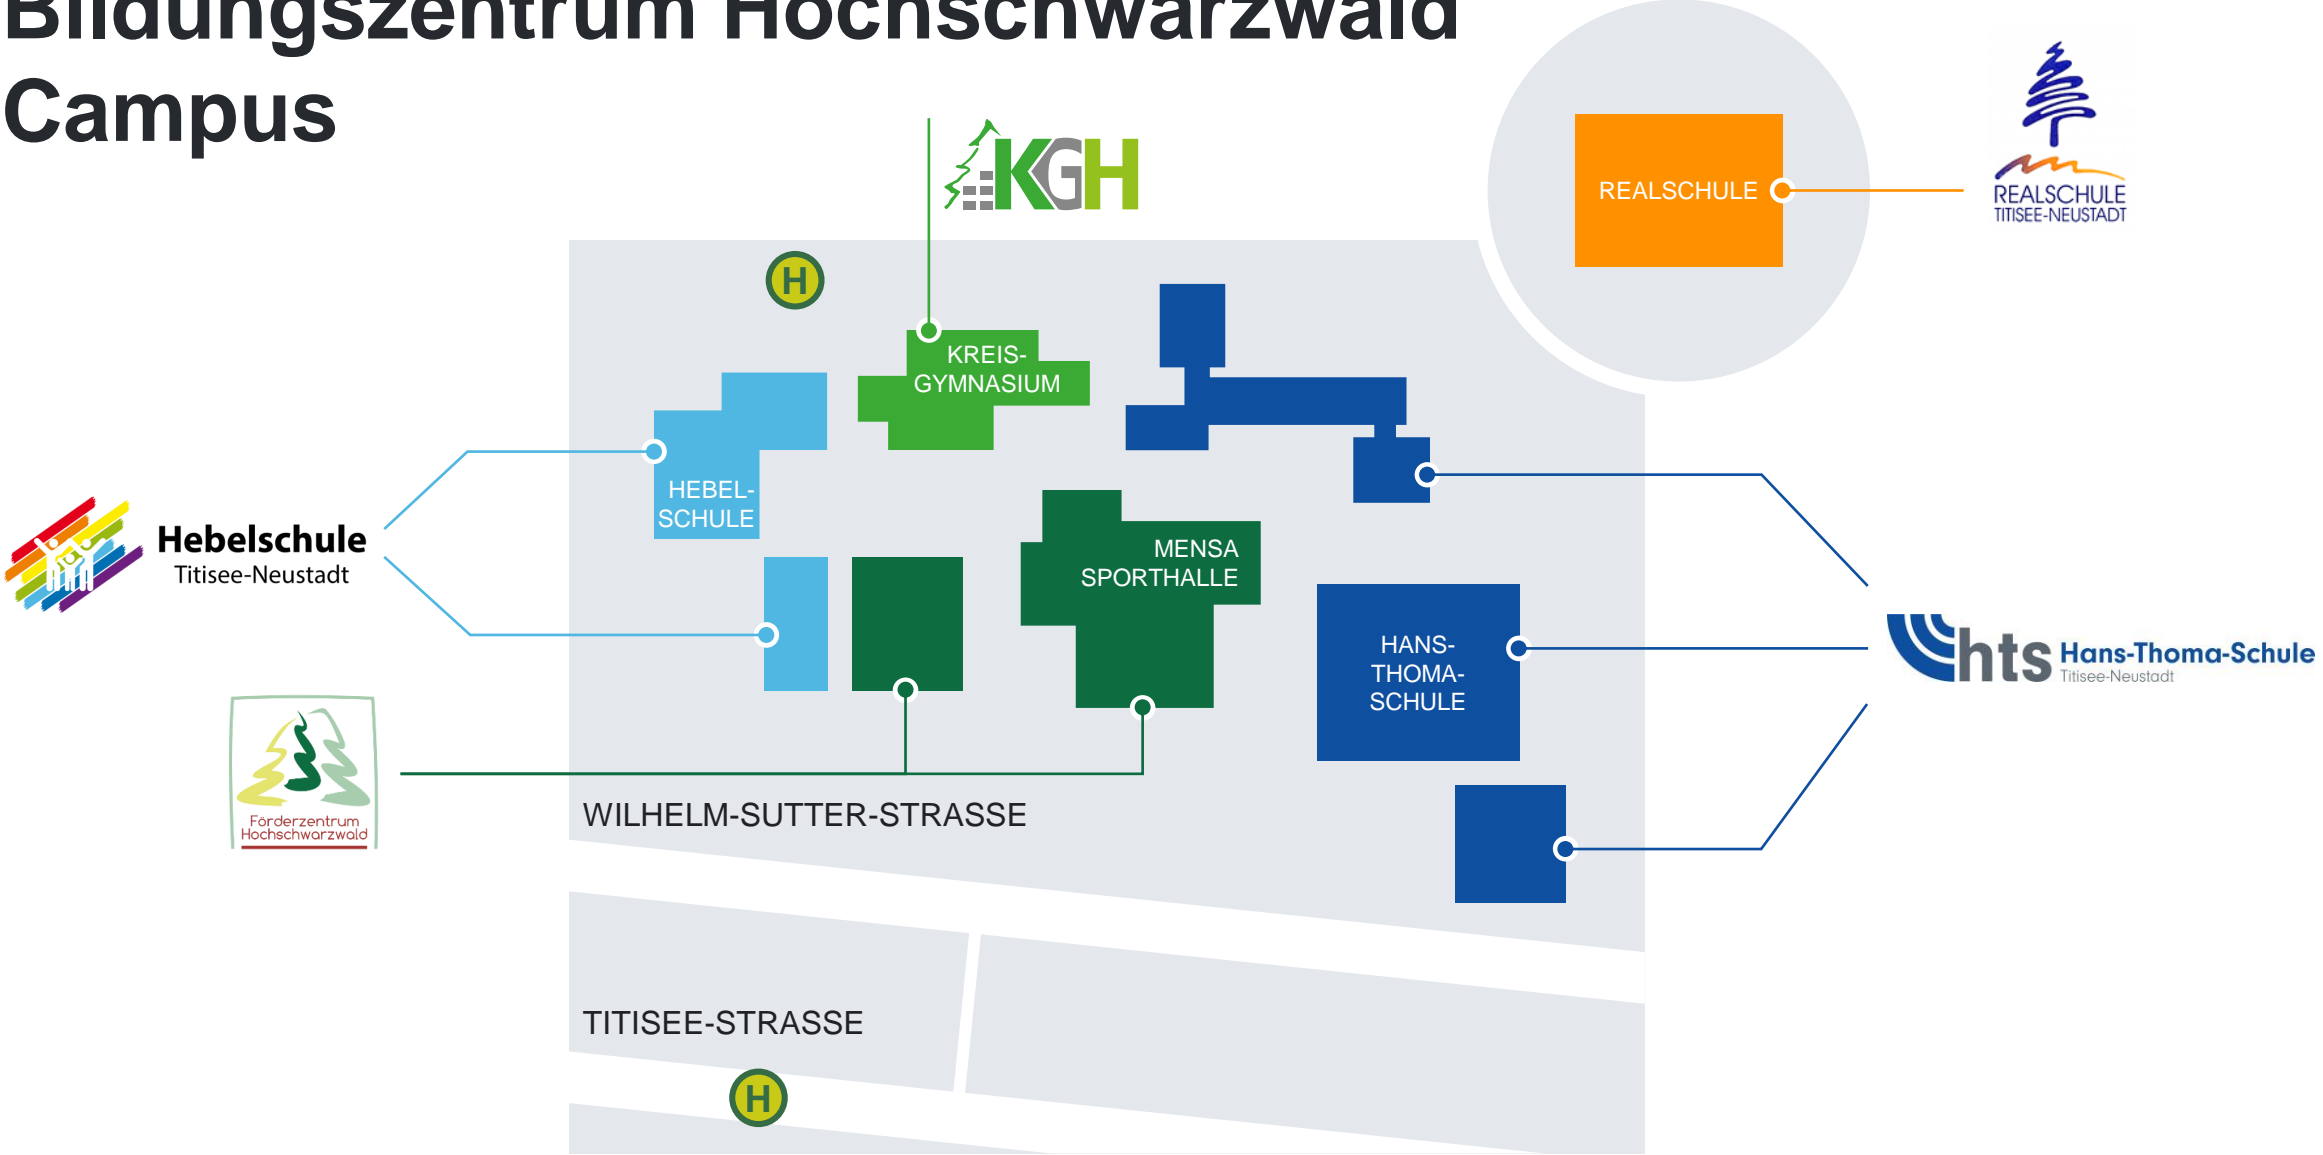 Bildungszentrum Hochschwarzwald
Campus
KGH
REALSCHULE
REALSCHULE
TITISEE-NEUSTADT
H
KREIS-
GYMNASIUM
HEBEL-
SCHULE
Hebelschule
Titisee-Neustadt
MENSA
SPORTHALLE
HANS-
THOMA-
SCHULE
hts Hans-Thoma-Schule
Titisee-Neustadt
Förderzentrum
Hochschwarzwald
WILHELM-SUTTER-STRASSE
TITISEE-STRASSE
H